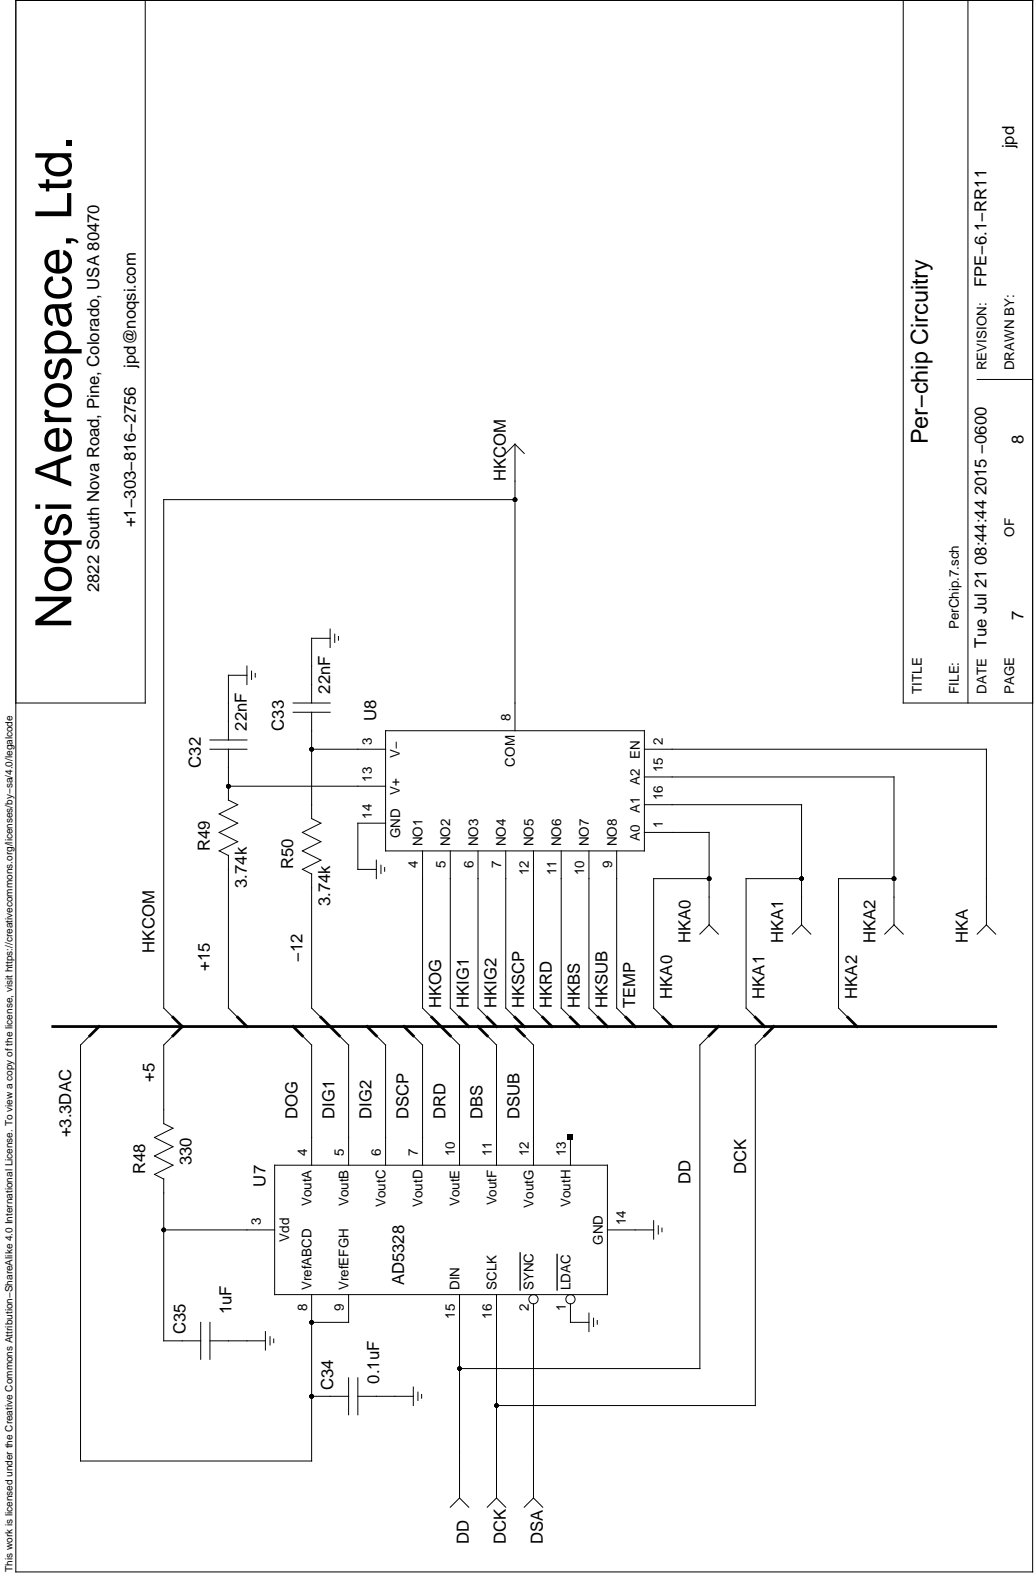 This work is licensed under the Creative Commons Attribution−ShareAlike 4.0 International License. To view a copy of the license, visit https://creativecommons.org/licenses/by−sa/4.0/legalcode
Noqsi Aerospace, Ltd.
2822 South Nova Road, Pine, Colorado, USA 80470
+1−303−816−2756 jpd@noqsi.com
+3.3DAC
HKCOM
+5
R48
330
C35
1uF
+15
R49
3.74k
C32
22nF
−12
R50
3.74k
C33
22nF
U7
3
Vdd
8
VrefABCD
9
VrefEFGH
AD5328
15
DIN
16
SCLK
2
SYNC
1
LDAC
GND
14
VoutA
4
DOG
VoutB
5
DIG1
VoutC
6
DIG2
VoutD
7
DSCP
VoutE
10
DRD
VoutF
11
DBS
VoutG
12
DSUB
VoutH
13
C34
0.1uF
DD
DCK
DSA
DD
DCK
U8
14
GND
13
V+
3
V−
HKOG
4
NO1
HKIG1
5
NO2
HKIG2
6
NO3
HKSCP
7
NO4
HKRD
12
NO5
HKBS
11
NO6
HKSUB
10
NO7
TEMP
9
NO8
COM
8
HKCOM
A0
1
A1
16
A2
15
EN
2
HKA0
HKA0
HKA1
HKA1
HKA2
HKA2
HKA
TITLE
Per−chip Circuitry
FILE: PerChip.7.sch
DATE Tue Jul 21 08:44:44 2015 −0600
REVISION: FPE−6.1−RR11
PAGE 7 OF 8
DRAWN BY: jpd